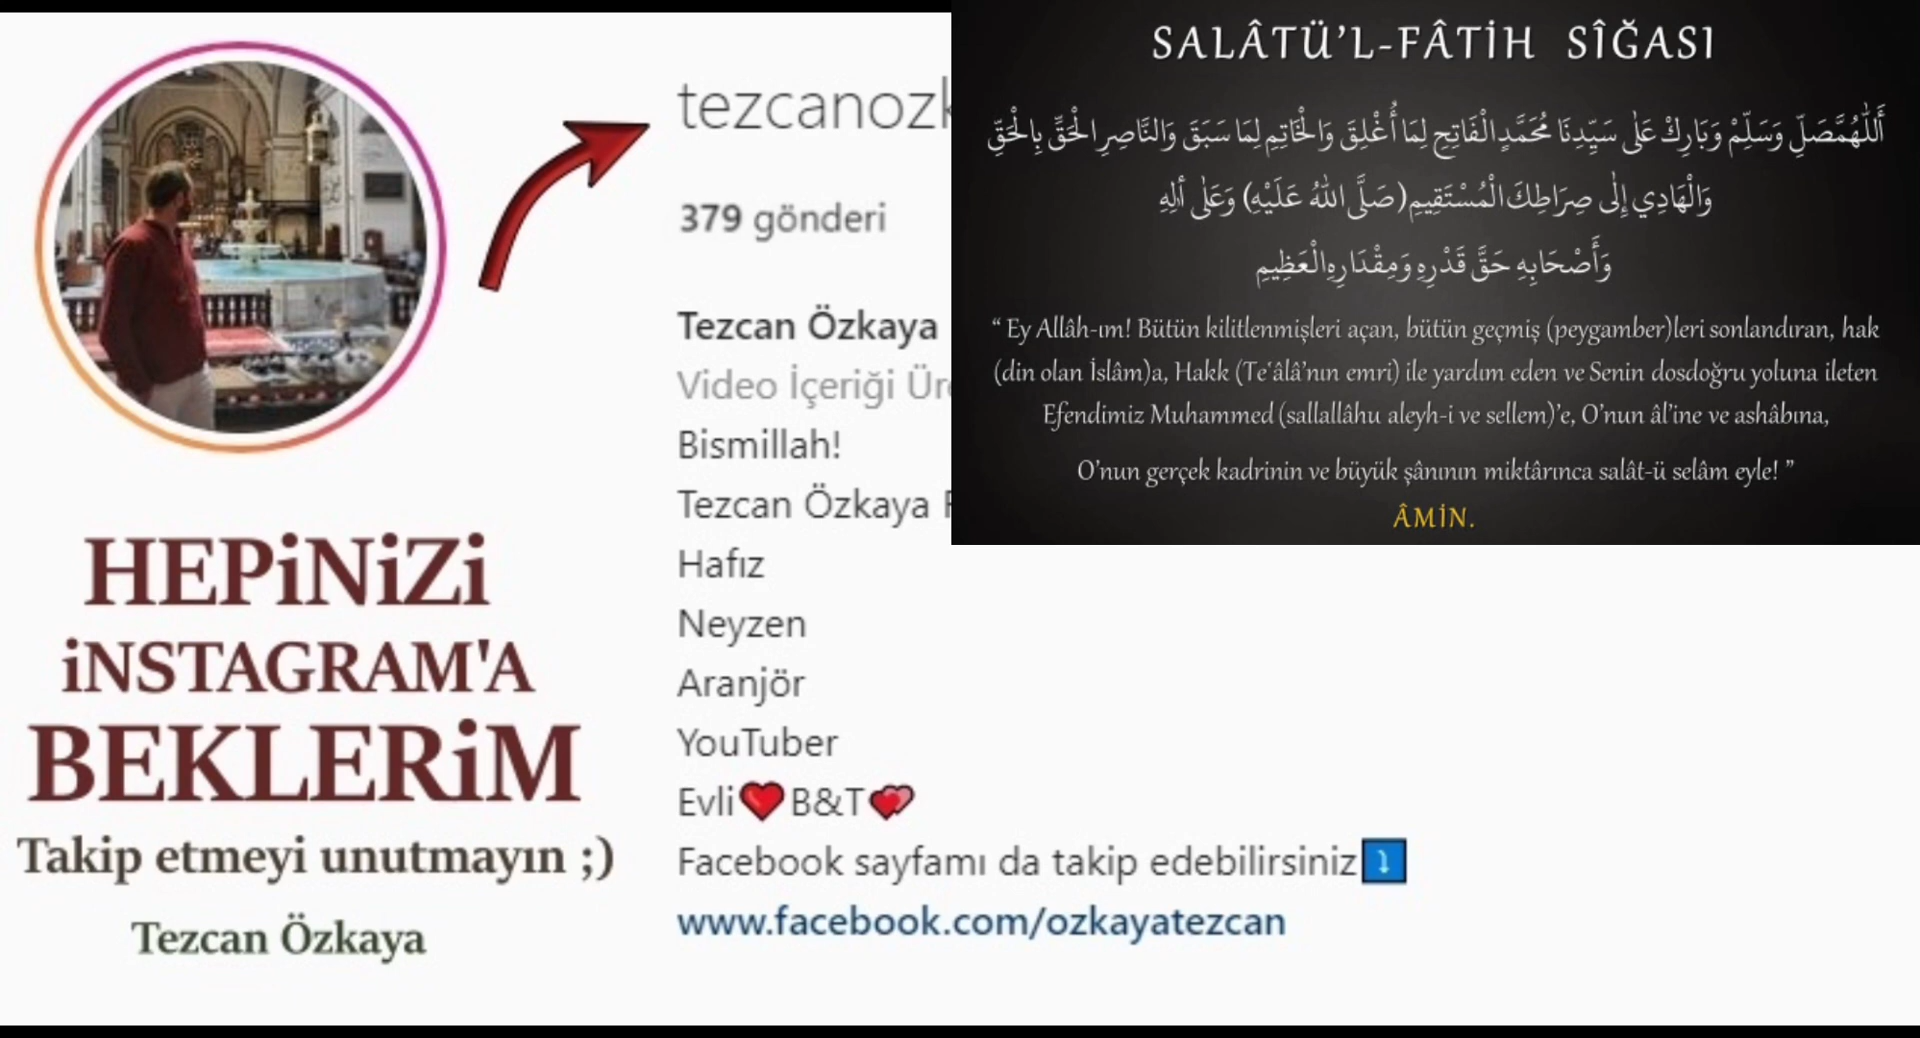 tezcanozk
379 gönderi
Tezcan Özkaya
Video İçeriği Ür
Bismillah!
Tezcan Özkaya
Hafız
Neyzen
Aranjör
YouTuber
Evli❤️B&T💕
Facebook sayfamı da takip edebilirsiniz⤵️
www.facebook.com/ozkayatezcan
HEPiNiZi
iNSTAGRAM'A
BEKLERiM
Takip etmeyi unutmayın ;)
Tezcan Özkaya
SALÂTÜ'L-FÂTİH SÎĞASI
أَللّٰهُمَّ صَلِّ وَسَلِّمْ وَبَارِكْ عَلٰى سَيِّدِنَا مُحَمَّدٍ الْفَاتِحِ لِمَا أُغْلِقَ وَالْخَاتِمِ لِمَا سَبَقَ وَالنَّاصِرِ الْحَقِّ بِالْحَقِّ
وَالْهَادِي إِلٰى صِرَاطِكَ الْمُسْتَقِيمِ (صَلَّى اللّٰهُ عَلَيْهِ) وَعَلٰى أٰلِهِ
وَأَصْحَابِهِ حَقَّ قَدْرِهِ وَمِقْدَارِهِ الْعَظِيمِ
“ Ey Allâh-ım! Bütün kilitlenmişleri açan, bütün geçmiş (peygamber)leri sonlandıran, hak
(din olan İslâm)a, Hakk (Te‘âlâ’nın emri) ile yardım eden ve Senin dosdoğru yoluna ileten
Efendimiz Muhammed (sallallâhu aleyh-i ve sellem)’e, O’nun âl’ine ve ashâbına,
O’nun gerçek kadrinin ve büyük şânının miktârınca salât-ü selâm eyle! ”
ÂMİN.